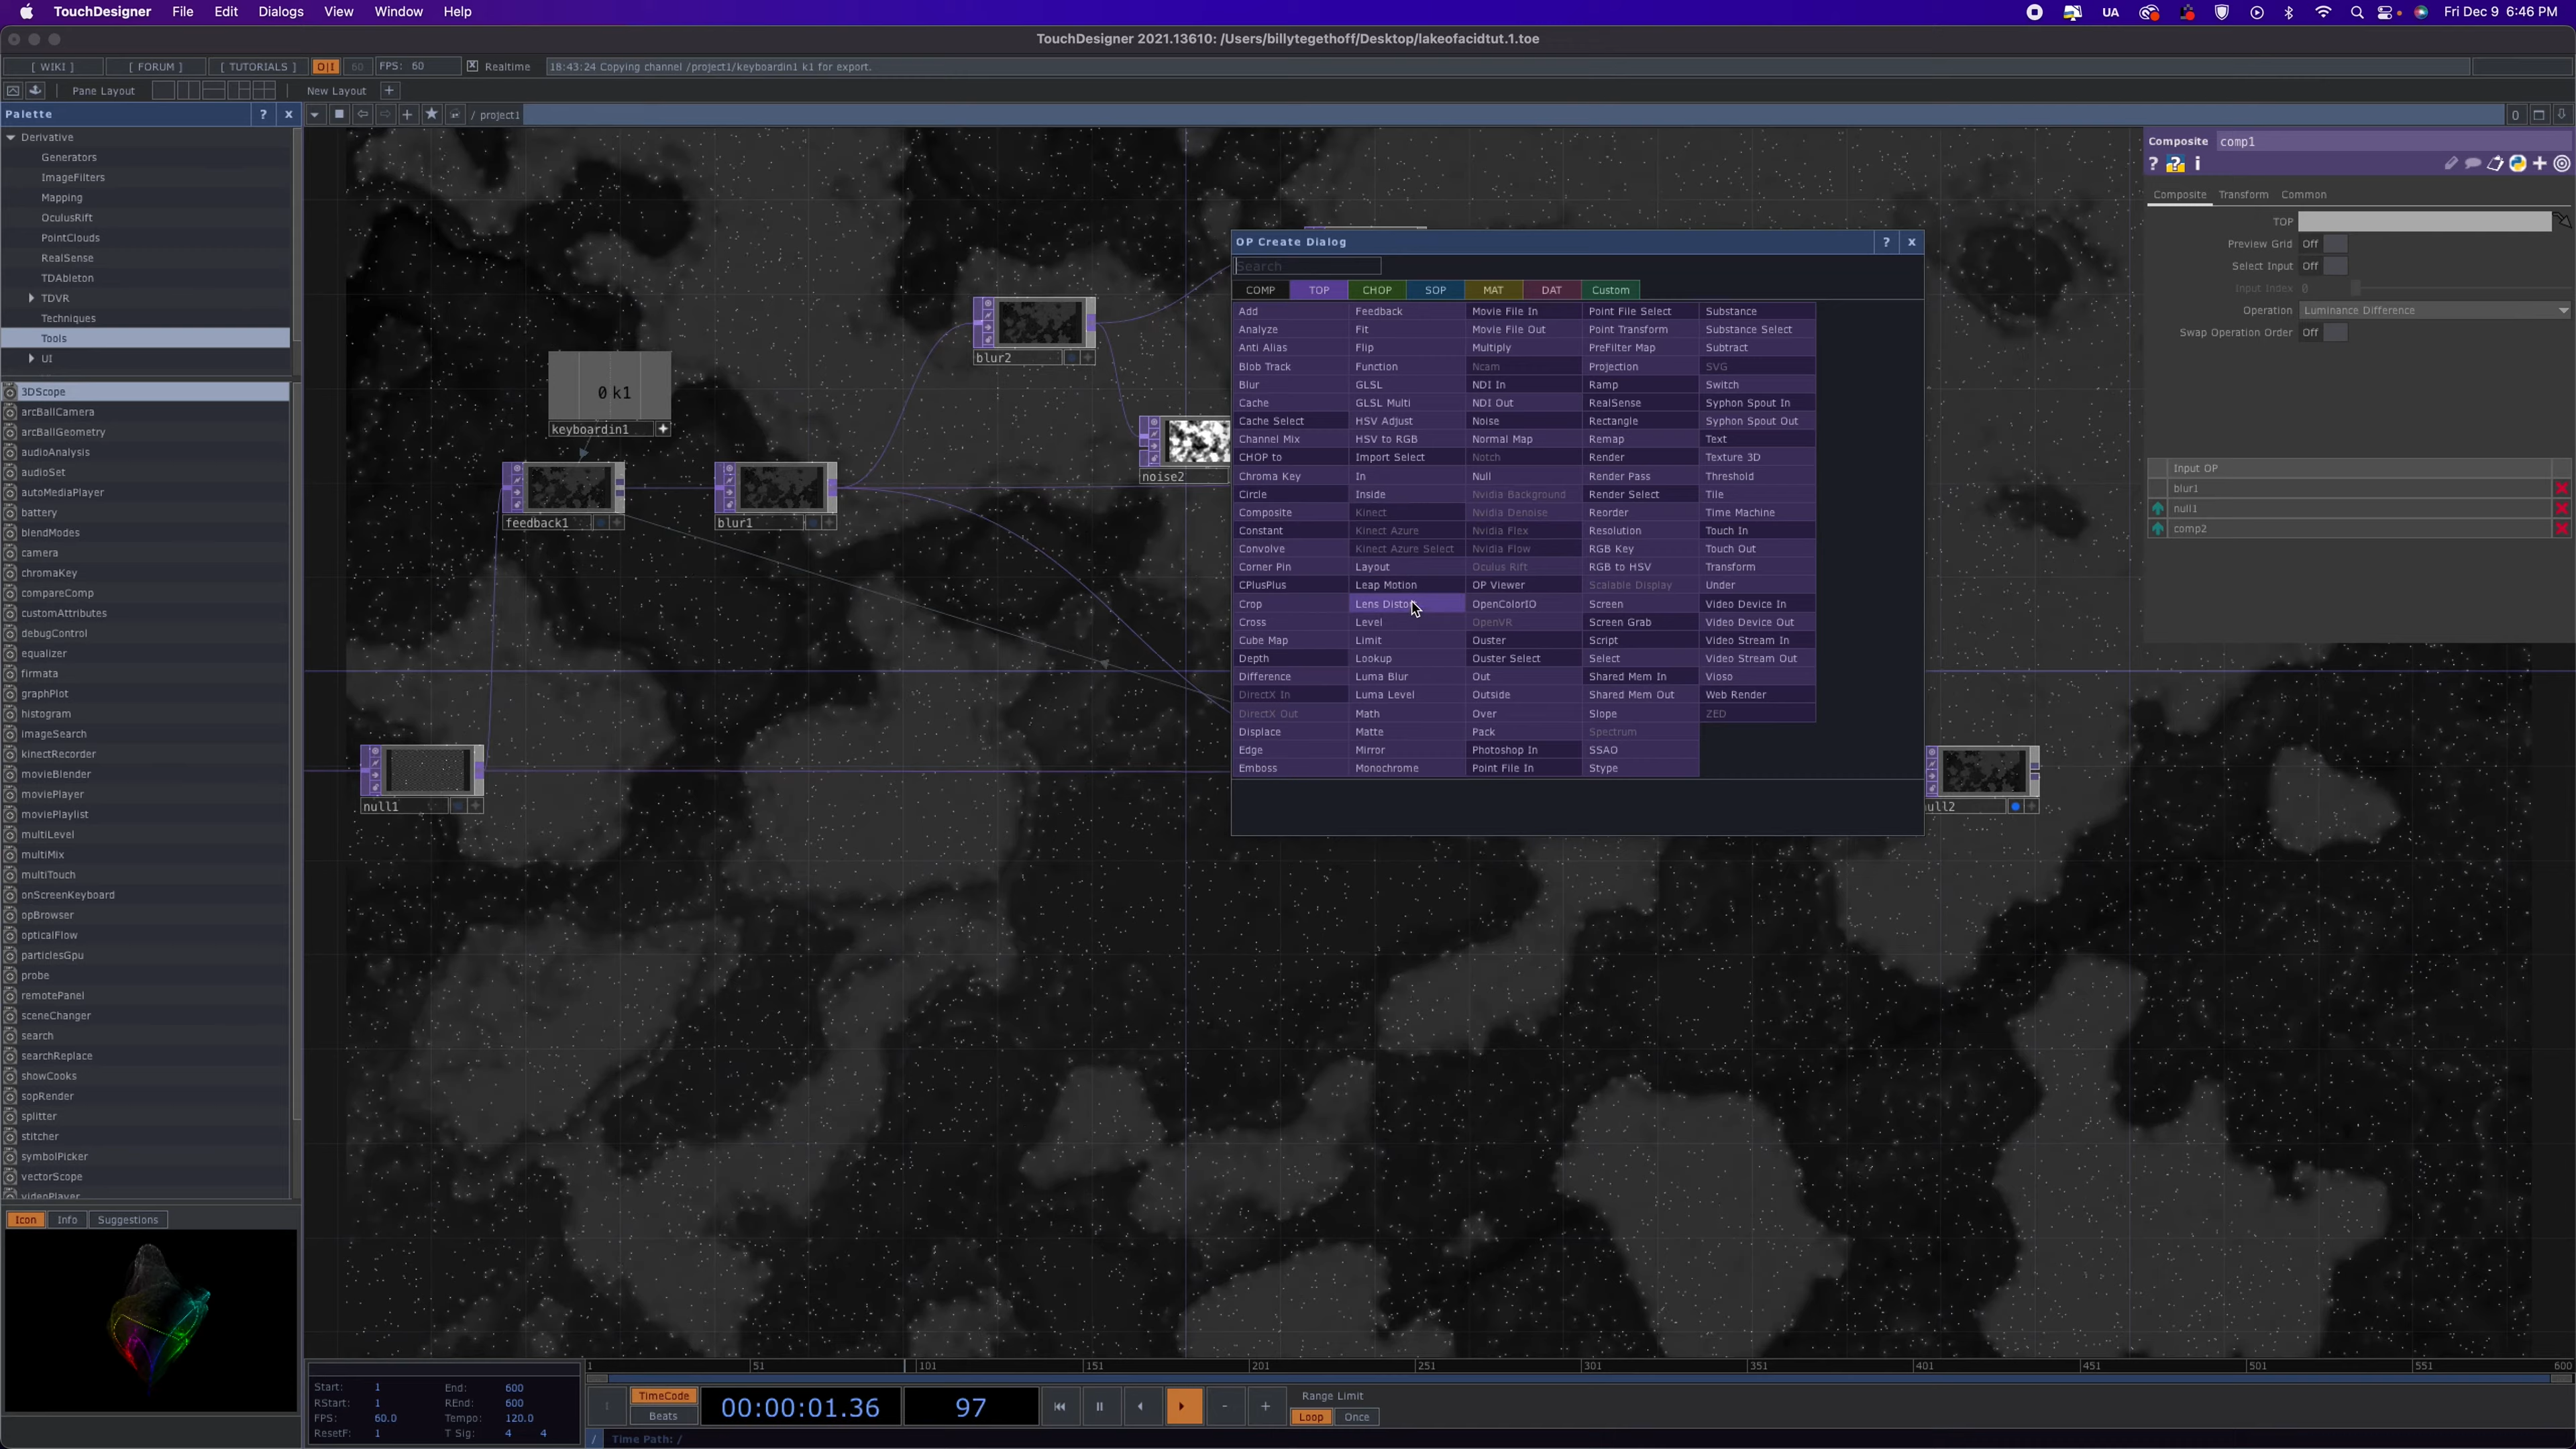 TouchDesigner File Edit Dialogs View Window Help
UA Fri Dec 9 6:46 PM
TouchDesigner 2021.13610: /Users/billytegethoff/Desktop/lakeofacidtut.1.toe
[ WIKI ] [ FORUM ] [ TUTORIALS ] O|I 60 FPS: 60 Realtime 18:43:24 Copying channel /project1/keyboardin1 k1 for export.
Pane Layout New Layout +
Palette ? x
/ project1
0
Derivative
Generators
ImageFilters
Mapping
OculusRift
PointClouds
RealSense
TDAbleton
TDVR
Techniques
Tools
UI
3DScope
arcBallCamera
arcBallGeometry
audioAnalysis
audioSet
autoMediaPlayer
battery
blendModes
camera
chromaKey
compareComp
customAttributes
debugControl
equalizer
firmata
graphPlot
histogram
imageSearch
kinectRecorder
movieBlender
moviePlayer
moviePlaylist
multiLevel
multiMix
multiTouch
onScreenKeyboard
opBrowser
opticalFlow
particlesGpu
probe
remotePanel
sceneChanger
search
searchReplace
showCooks
sopRender
splitter
stitcher
symbolPicker
vectorScope
videoPlayer
Icon Info Suggestions
0 k1
keyboardin1
feedback1
blur1
blur2
noise2
null1
null2
OP Create Dialog ? x
Search
COMP TOP CHOP SOP MAT DAT Custom
Add Feedback Movie File In Point File Select Substance
Analyze Fit Movie File Out Point Transform Substance Select
Anti Alias Flip Multiply PreFilter Map Subtract
Blob Track Function Ncam Projection SVG
Blur GLSL NDI In Ramp Switch
Cache GLSL Multi NDI Out RealSense Syphon Spout In
Cache Select HSV Adjust Noise Rectangle Syphon Spout Out
Channel Mix HSV to RGB Normal Map Remap Text
CHOP to Import Select Notch Render Texture 3D
Chroma Key In Null Render Pass Threshold
Circle Inside Nvidia Background Render Select Tile
Composite Kinect Nvidia Denoise Reorder Time Machine
Constant Kinect Azure Nvidia Flex Resolution Touch In
Convolve Kinect Azure Select Nvidia Flow RGB Key Touch Out
Corner Pin Layout Oculus Rift RGB to HSV Transform
CPlusPlus Leap Motion OP Viewer Scalable Display Under
Crop Lens Distort OpenColorIO Screen Video Device In
Cross Level OpenVR Screen Grab Video Device Out
Cube Map Limit Ouster Script Video Stream In
Depth Lookup Ouster Select Select Video Stream Out
Difference Luma Blur Out Shared Mem In Vioso
DirectX In Luma Level Outside Shared Mem Out Web Render
DirectX Out Math Over Slope ZED
Displace Matte Pack Spectrum
Edge Mirror Photoshop In SSAO
Emboss Monochrome Point File In Stype
Composite comp1
? ? i
Composite Transform Common
TOP
Preview Grid Off
Select Input Off
Input Index 0
Operation Luminance Difference
Swap Operation Order Off
Input OP
blur1
null1
comp2
1 51 101 151 201 251 301 351 401 451 501 551 600
Start: 1 End: 600
RStart: 1 REnd: 600
FPS: 60.0 Tempo: 120.0
ResetF: 1 T Sig: 4 4
TimeCode
Beats
00:00:01.36 97
- +
Range Limit
Loop Once
/ Time Path: /